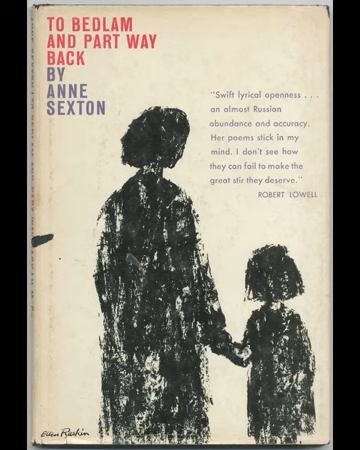 TO BEDLAM
AND PART WAY
BACK
BY
ANNE
SEXTON
"Swift lyrical openness . . .
an almost Russian
abundance and accuracy.
Her poems stick in my
mind. I don't see how
they can fail to make the
great stir they deserve."
ROBERT LOWELL
Ellen Raskin